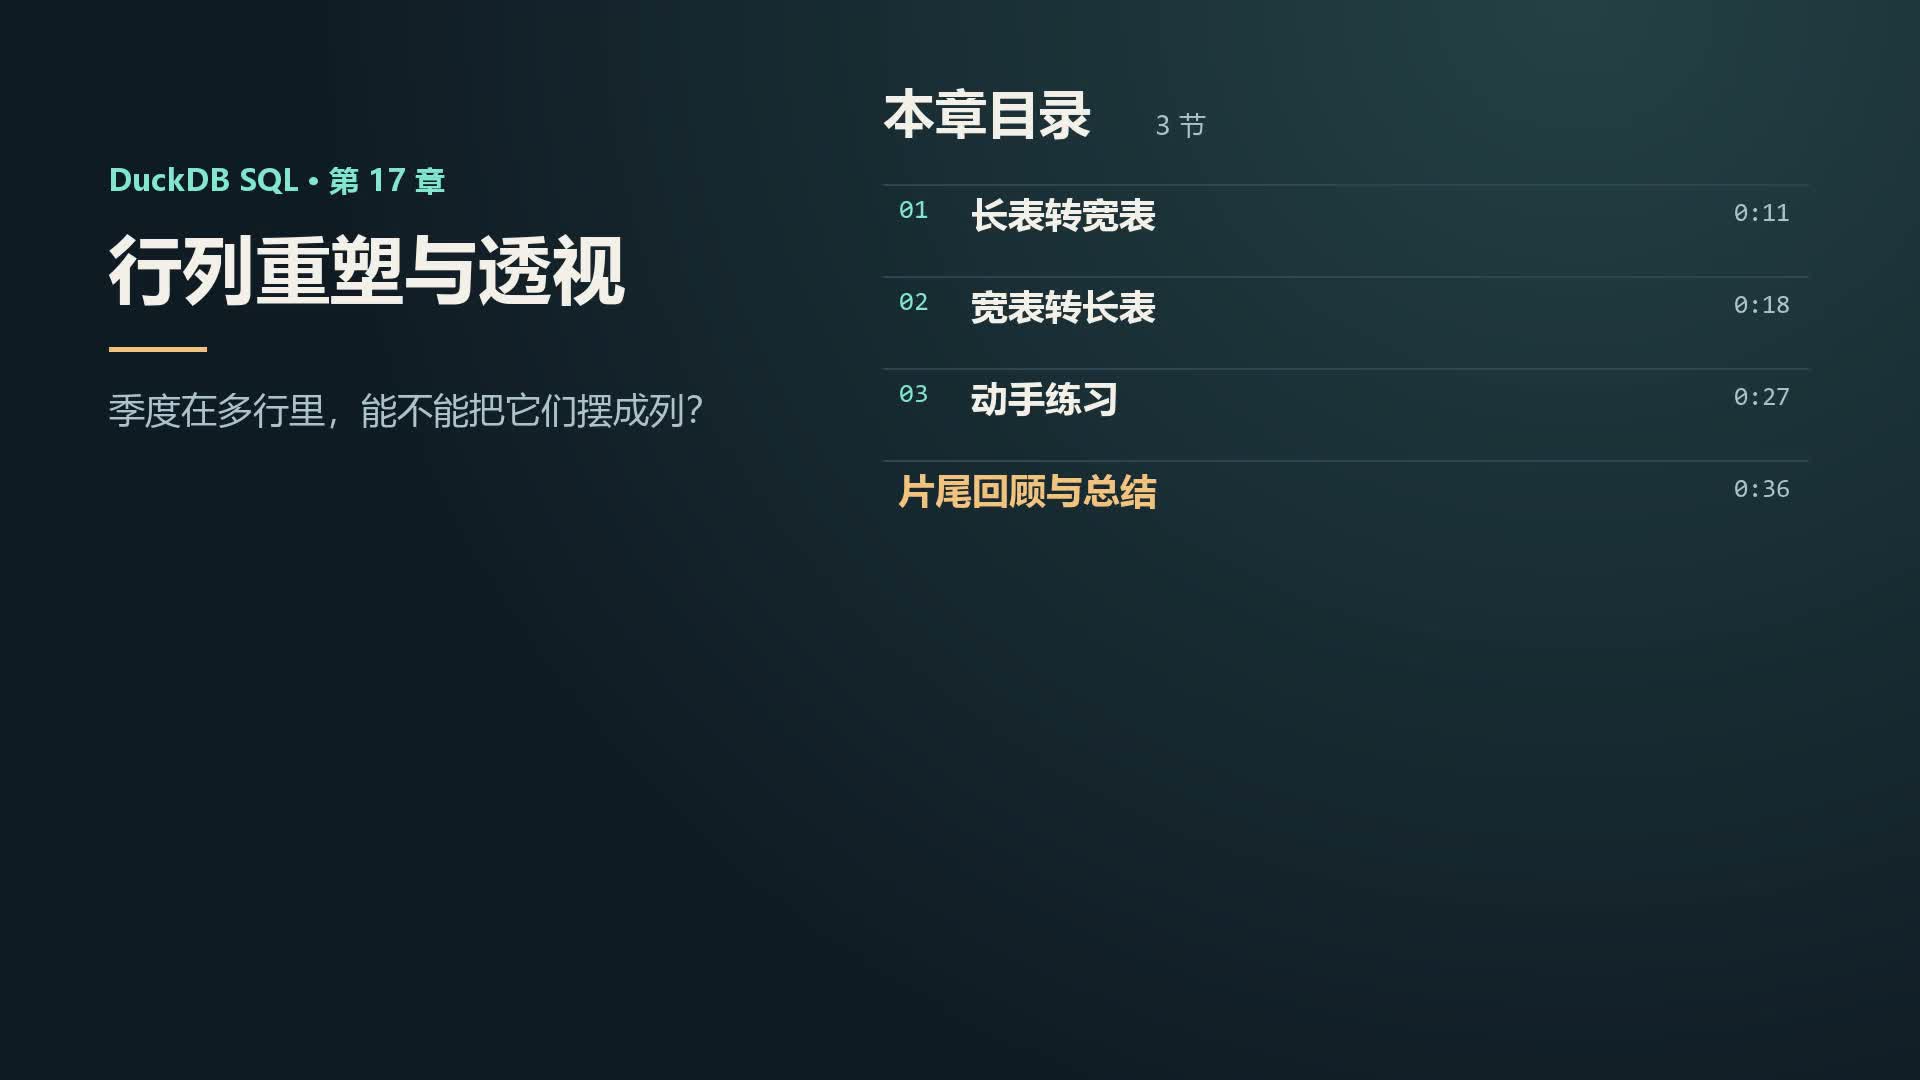 DuckDB SQL · 第 17 章
行列重塑与透视
季度在多行里，能不能把它们摆成列？
本章目录 3 节
01 长表转宽表 0:11
02 宽表转长表 0:18
03 动手练习 0:27
片尾回顾与总结 0:36